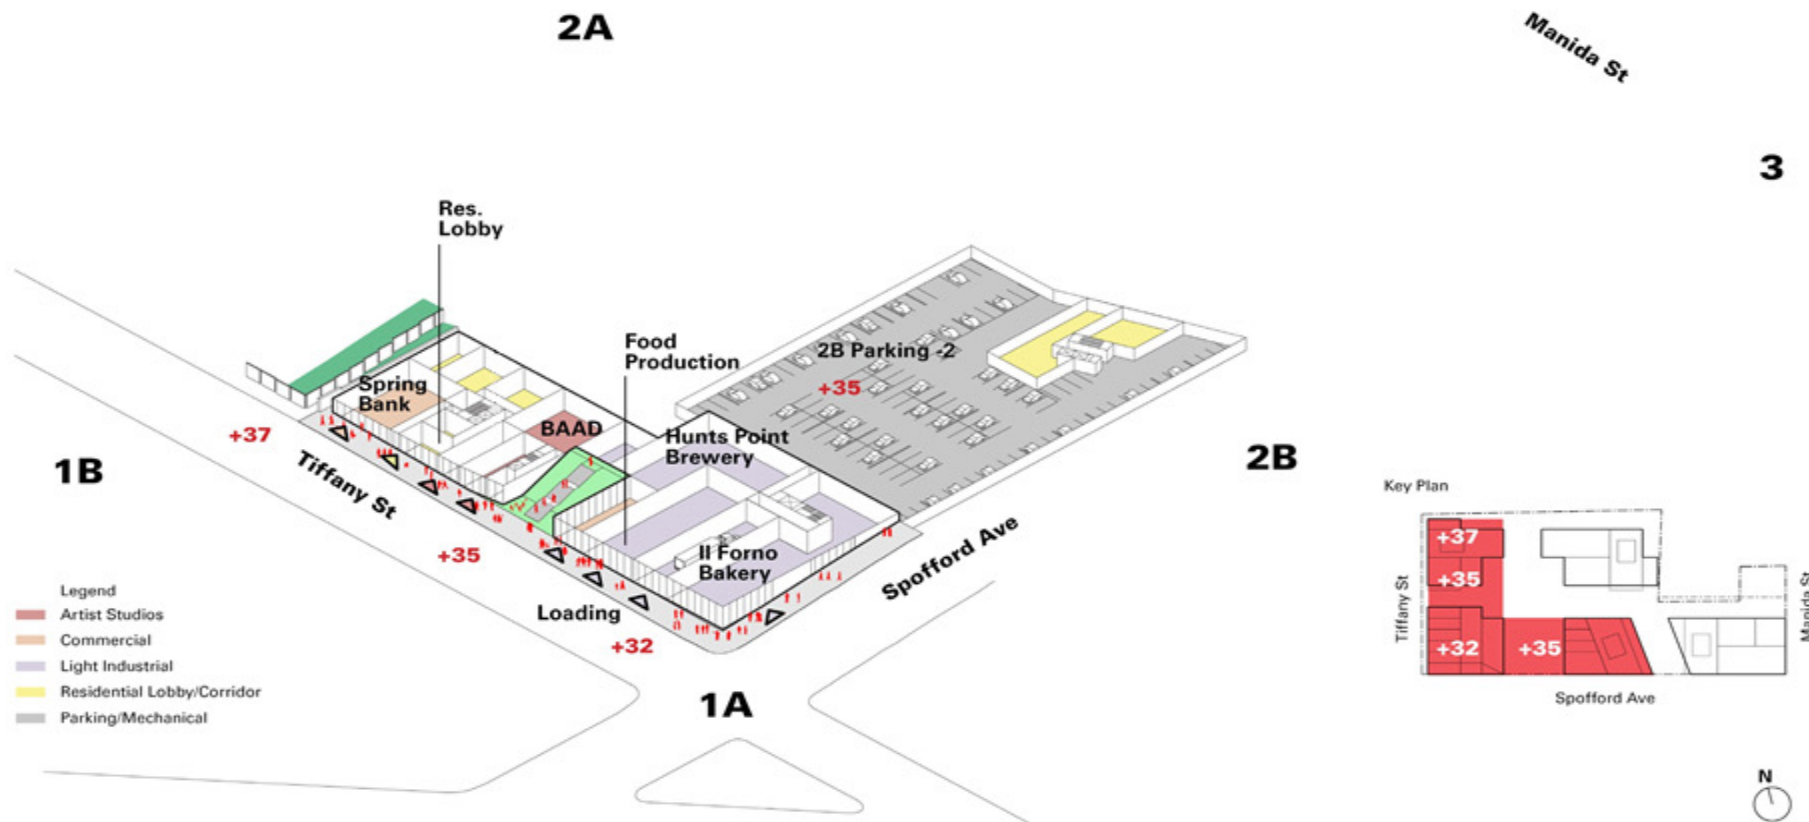 2A
Manida St
3
Res.
Lobby
Food
Production
2B Parking -2
+35
Spring
Bank
BAAD
Hunts Point
Brewery
+37
1B
Tiffany St
2B
+35
Il Forno
Bakery
Spofford Ave
Loading
+32
1A
Legend
Artist Studios
Commercial
Light Industrial
Residential Lobby/Corridor
Parking/Mechanical
Key Plan
+37
+35
Tiffany St
Manida St
+32
+35
Spofford Ave
N